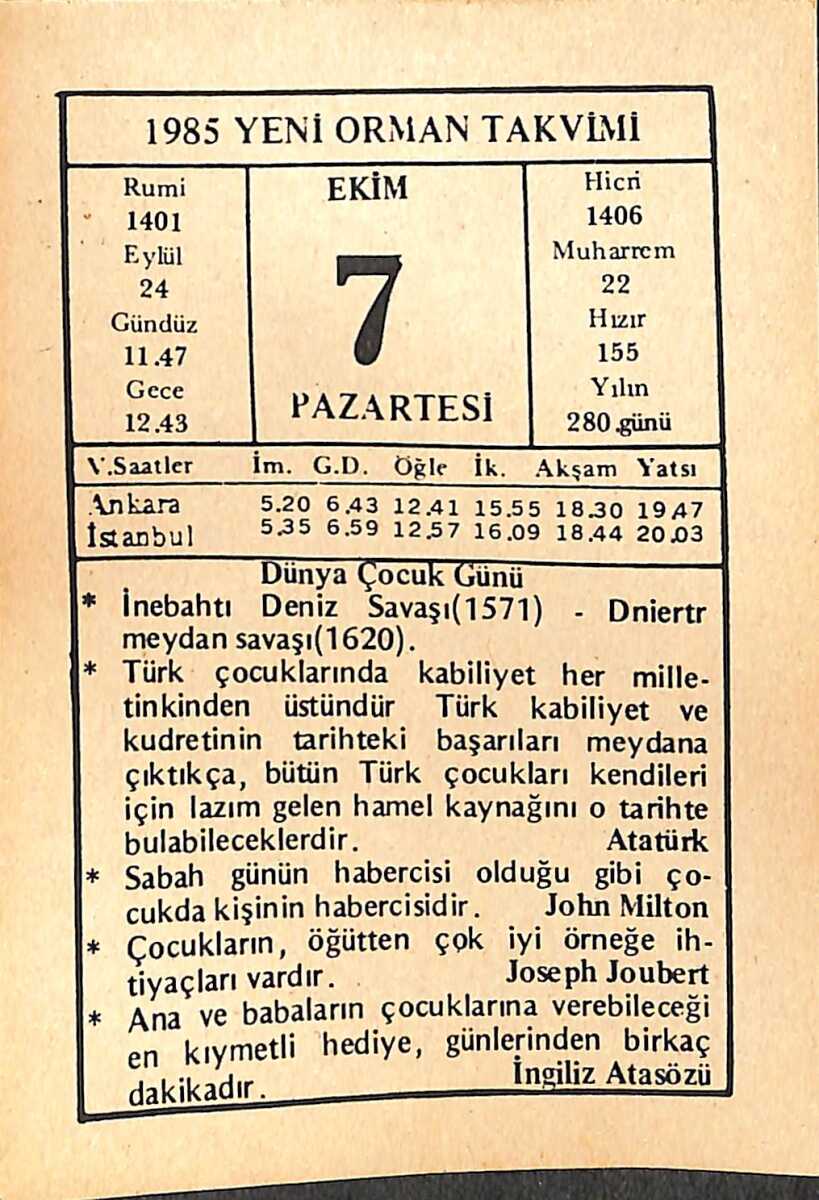 1985 YENİ ORMAN TAKVİMİ
Rumi
1401
Eylül
24
Gündüz
11.47
Gece
12.43
EKİM
7
PAZARTESİ
Hicri
1406
Muharrem
22
Hızır
155
Yılın
280.günü
V.Saatler İm. G.D. Öğle İk. Akşam Yatsı
Ankara 5.20 6.43 12.41 15.55 18.30 19.47
İstanbul 5.35 6.59 12.57 16.09 18.44 20.03
Dünya Çocuk Günü
* İnebahtı Deniz Savaşı(1571) - Dniertr
meydan savaşı(1620).
* Türk çocuklarında kabiliyet her mille-
tinkinden üstündür Türk kabiliyet ve
kudretinin tarihteki başarıları meydana
çıktıkça, bütün Türk çocukları kendileri
için lazım gelen hamel kaynağını o tarihte
bulabileceklerdir. Atatürk
* Sabah günün habercisi olduğu gibi ço-
cukda kişinin habercisidir. John Milton
* Çocukların, öğütten çok iyi örneğe ih-
tiyaçları vardır. Joseph Joubert
* Ana ve babaların çocuklarına verebileceği
en kıymetli hediye, günlerinden birkaç
dakikadır. İngiliz Atasözü